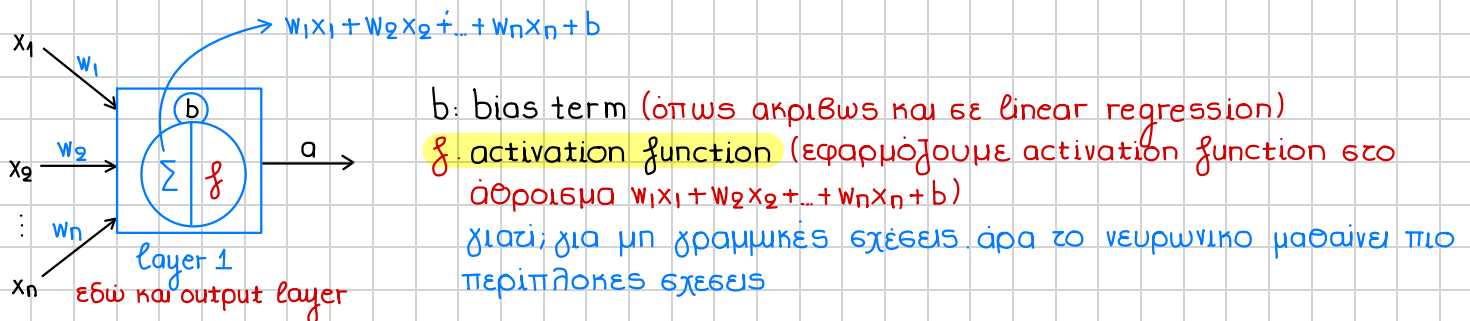 w₁x₁+w₂x₂+...+wₙxₙ+b
x₁
w₁
b
b: bias term (όπως ακριβώς και σε linear regression)
w₂
a
x₂
Σ f
f: activation function (εφαρμόζουμε activation function στο
άθροισμα w₁x₁+w₂x₂+...+wₙxₙ+b)
⋮
wₙ
γιατί; για μη γραμμικές σχέσεις. άρα το νευρωνικο μαθαίνει πιο
layer 1
περίπλοκες σχεσεις
xₙ
εδώ και output layer